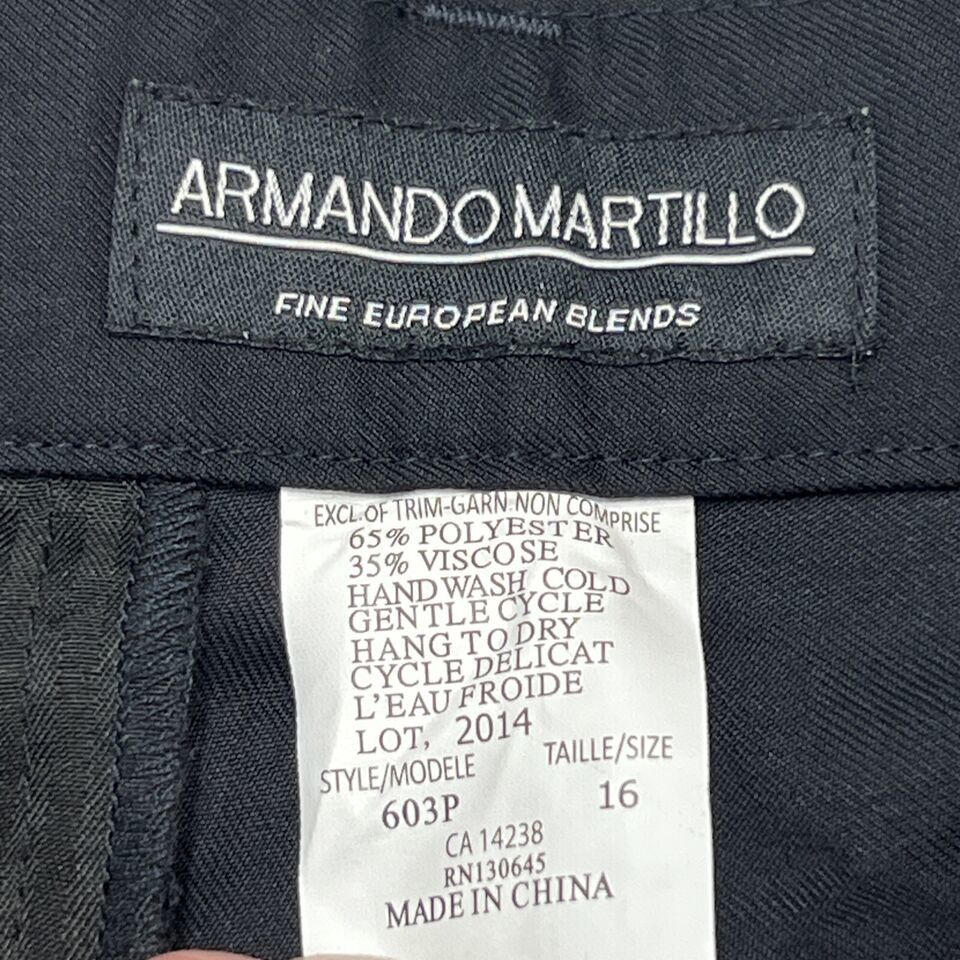 ARMANDO MARTILLO
FINE EUROPEAN BLENDS
EXCL.OF TRIM-GARN NON COMPRISE
65% POLYESTER
35% VISCOSE
HAND WASH COLD
GENTLE CYCLE
HANG TO DRY
CYCLE DELICAT
L'EAU FROIDE
LOT, 2014
STYLE/MODELE TAILLE/SIZE
603P 16
CA 14238
RN130645
MADE IN CHINA